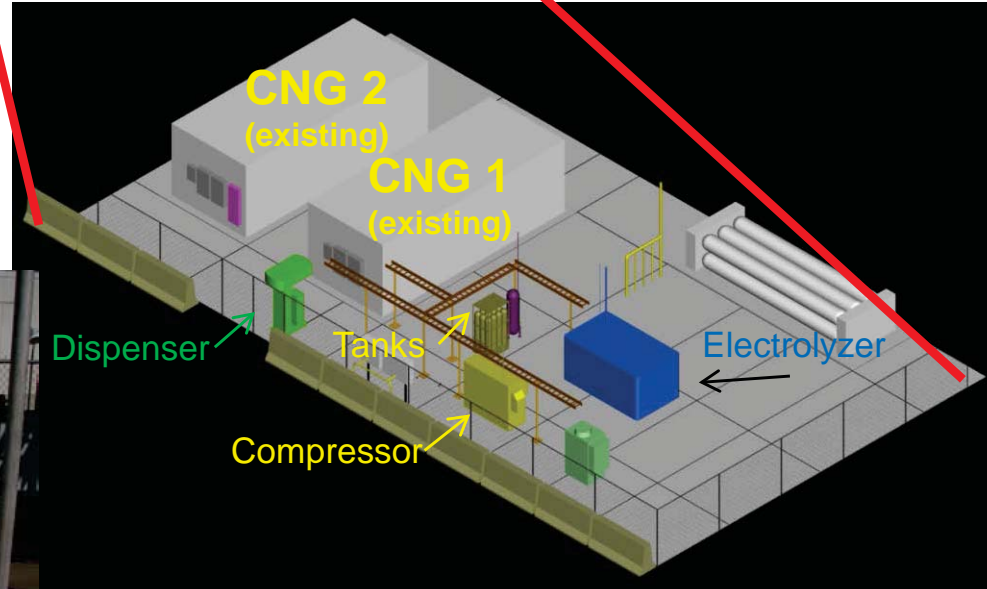 CNG 2
(existing)
CNG 1
(existing)
Dispenser
Tanks
Electrolyzer
Compressor